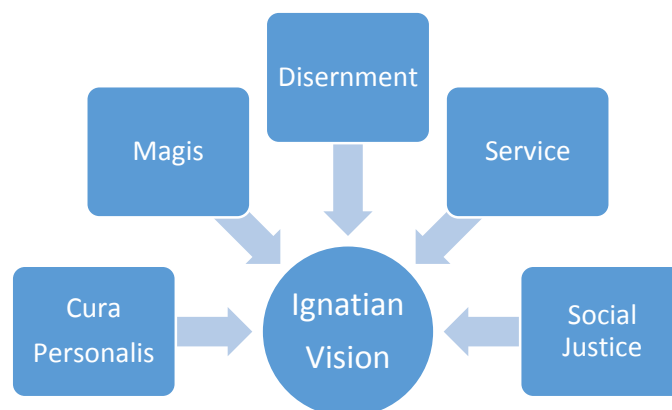 Disernment
Magis
Service
Cura
Personalis
Ignatian
Vision
Social
Justice